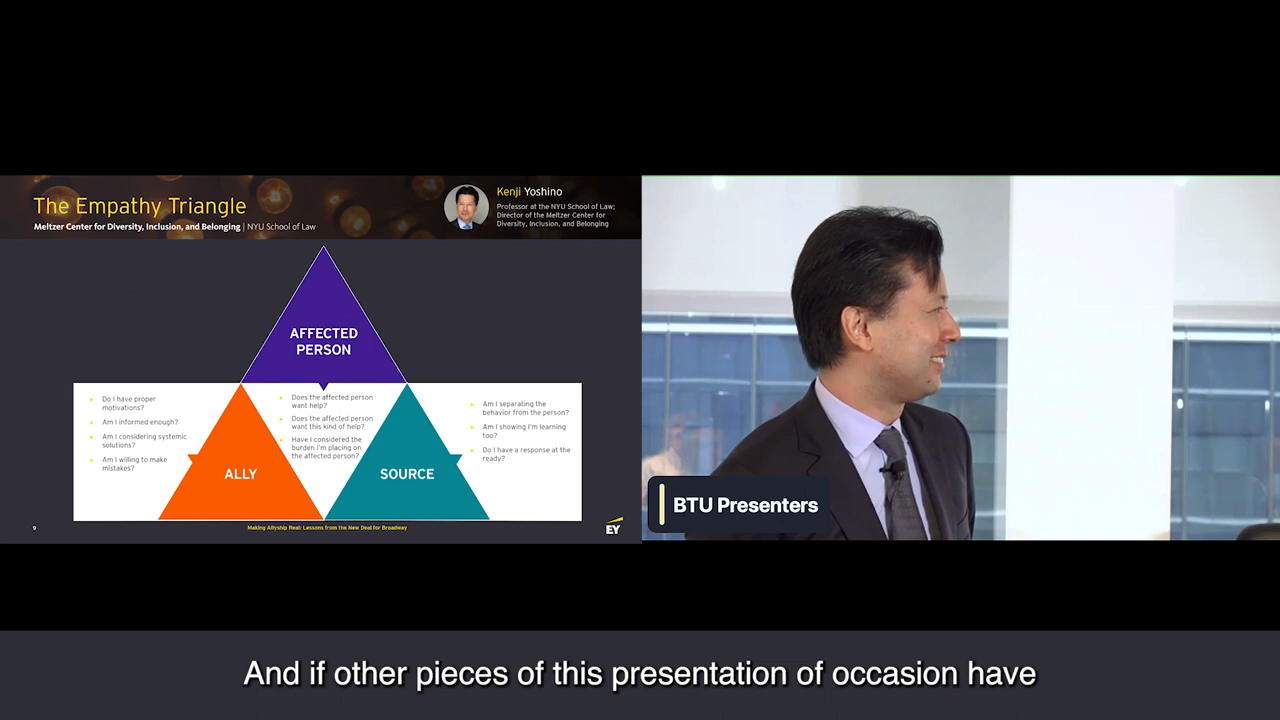 The Empathy Triangle
Meltzer Center for Diversity, Inclusion, and Belonging | NYU School of Law
Kenji Yoshino
Professor at the NYU School of Law;
Director of the Meltzer Center for
Diversity, Inclusion, and Belonging
AFFECTED
PERSON
Do I have proper
motivations?
Am I informed enough?
Am I considering systemic
solutions?
Am I willing to make
mistakes?
ALLY
Does the affected person
want help?
Does the affected person
want this kind of help?
Have I considered the
burden I'm placing on
the affected person?
SOURCE
Am I separating the
behavior from the person?
Am I showing I'm learning
too?
Do I have a response at the
ready?
9
Making Allyship Real: Lessons from the New Deal for Broadway
EY
BTU Presenters
And if other pieces of this presentation of occasion have